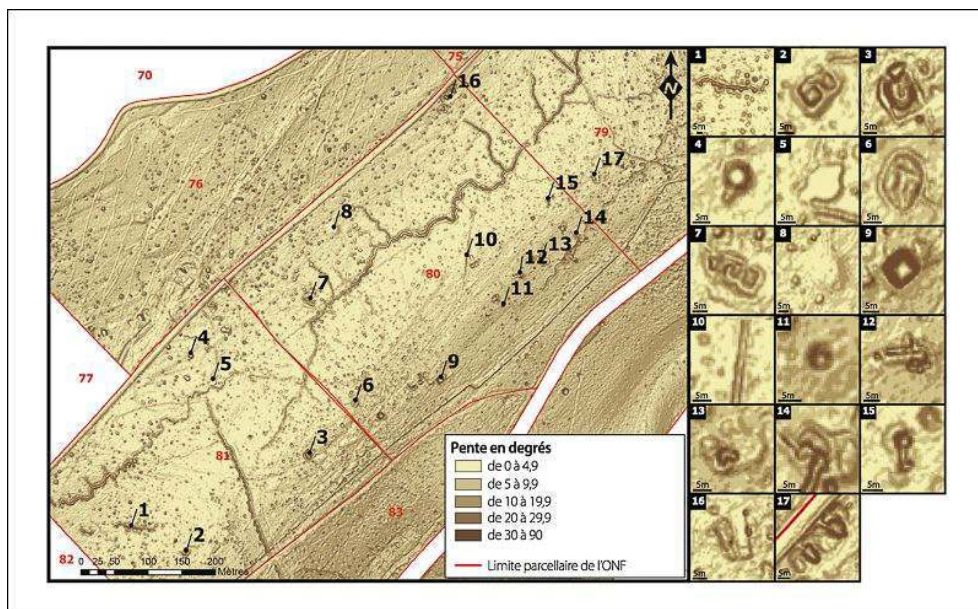 70
75
76
77
79
80
81
82
83
N
16
17
15
14
8
10
13
12
7
11
4
5
9
6
3
1
2
0 25 50 100 150 200
Mètres
Pente en degrés
de 0 à 4,9
de 5 à 9,9
de 10 à 19,9
de 20 à 29,9
de 30 à 90
Limite parcellaire de l'ONF
1
5m
2
5m
3
5m
4
5m
5
5m
6
5m
7
5m
8
5m
9
5m
10
5m
11
5m
12
5m
13
5m
14
5m
15
5m
16
5m
17
5m